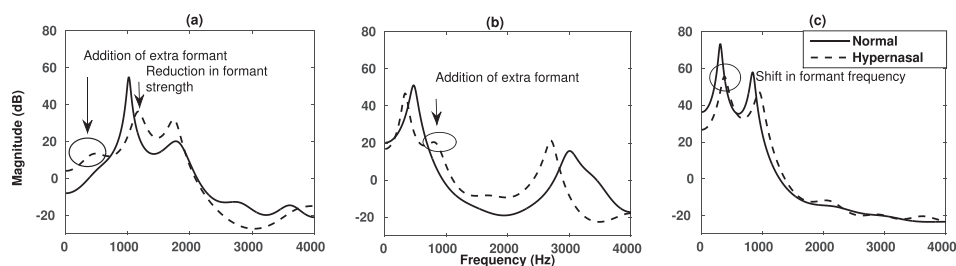 (a)
(b)
(c)
80
60
40
20
0
-20
Magnitude (dB)
Addition of extra formant
Reduction in formant
strength
0
1000
2000
3000
4000
80
60
40
20
0
-20
Addition of extra formant
0
1000
2000
3000
4000
Frequency (Hz)
80
60
40
20
0
-20
Normal
Hypernasal
Shift in formant frequency
0
1000
2000
3000
4000